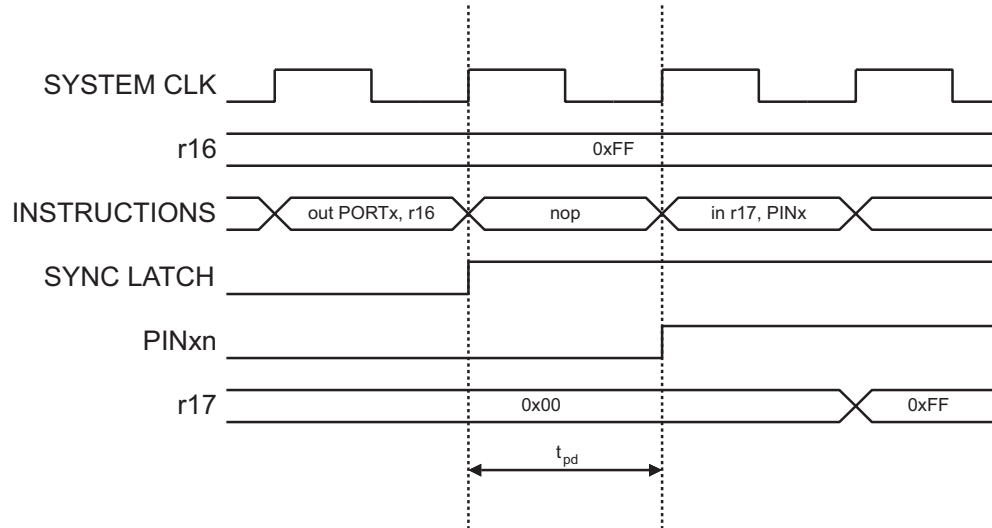 SYSTEM CLK
r16
0xFF
INSTRUCTIONS
out PORTx, r16
nop
in r17, PINx
SYNC LATCH
PINxn
r17
0x00
0xFF
tpd